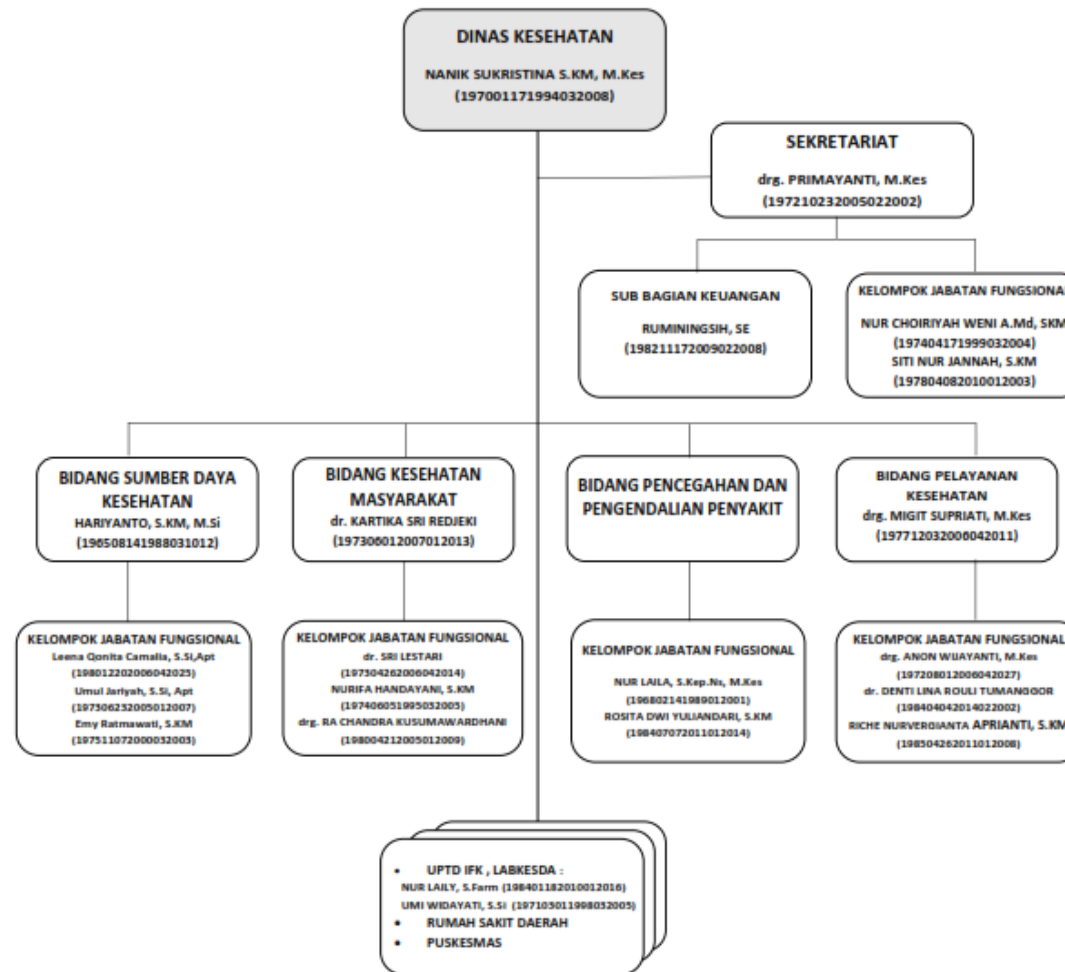 DINAS KESEHATAN
NANIK SUKRISTINA S.KM, M.Kes
(197001171994032008)
SEKRETARIAT
drg. PRIMAYANTI, M.Kes
(197210232005022002)
SUB BAGIAN KEUANGAN
RUMININGSIH, SE
(198211172009022008)
KELOMPOK JABATAN FUNGSIONAL
NUR CHOIRIYAH WENI A.Md, SKM
(197404171999032004)
SITI NUR JANNAH, S.KM
(197804082010012003)
BIDANG SUMBER DAYA
KESEHATAN
HARIYANTO, S.KM, M.Si
(196508141988031012)
BIDANG KESEHATAN
MASYARAKAT
dr. KARTIKA SRI REDJEKI
(197306012007012013)
BIDANG PENCEGAHAN DAN
PENGENDALIAN PENYAKIT
BIDANG PELAYANAN
KESEHATAN
drg. MIGIT SUPRIATI, M.Kes
(197712032006042011)
KELOMPOK JABATAN FUNGSIONAL
Leena Qonita Camalia, S.Si,Apt
(198012202006042025)
Umul Jariyah, S.Si, Apt
(197306232005012007)
Emy Ratmawati, S.KM
(197511072000032003)
KELOMPOK JABATAN FUNGSIONAL
dr. SRI LESTARI
(197304262006042014)
NURIFA HANDAYANI, S.KM
(197406051995032005)
drg. RA CHANDRA KUSUMAWARDHANI
(198004212005012009)
KELOMPOK JABATAN FUNGSIONAL
NUR LAILA, S.Kep.Ns, M.Kes
(196802141989012001)
ROSITA DWI YULIANDARI, S.KM
(198407072011012014)
KELOMPOK JABATAN FUNGSIONAL
drg. ANON WIJAYANTI, M.Kes
(197208012006042027)
dr. DENTI LINA ROULI TUMANGGOR
(198404042014022002)
RICHE NURVERGIANTA APRIANTI, S.KM
(198504262011012008)
• UPTD IFK , LABKESDA :
NUR LAILY, S.Farm (198401182010012016)
UMI WIDAYATI, S.Si (197103011998032005)
• RUMAH SAKIT DAERAH
• PUSKESMAS